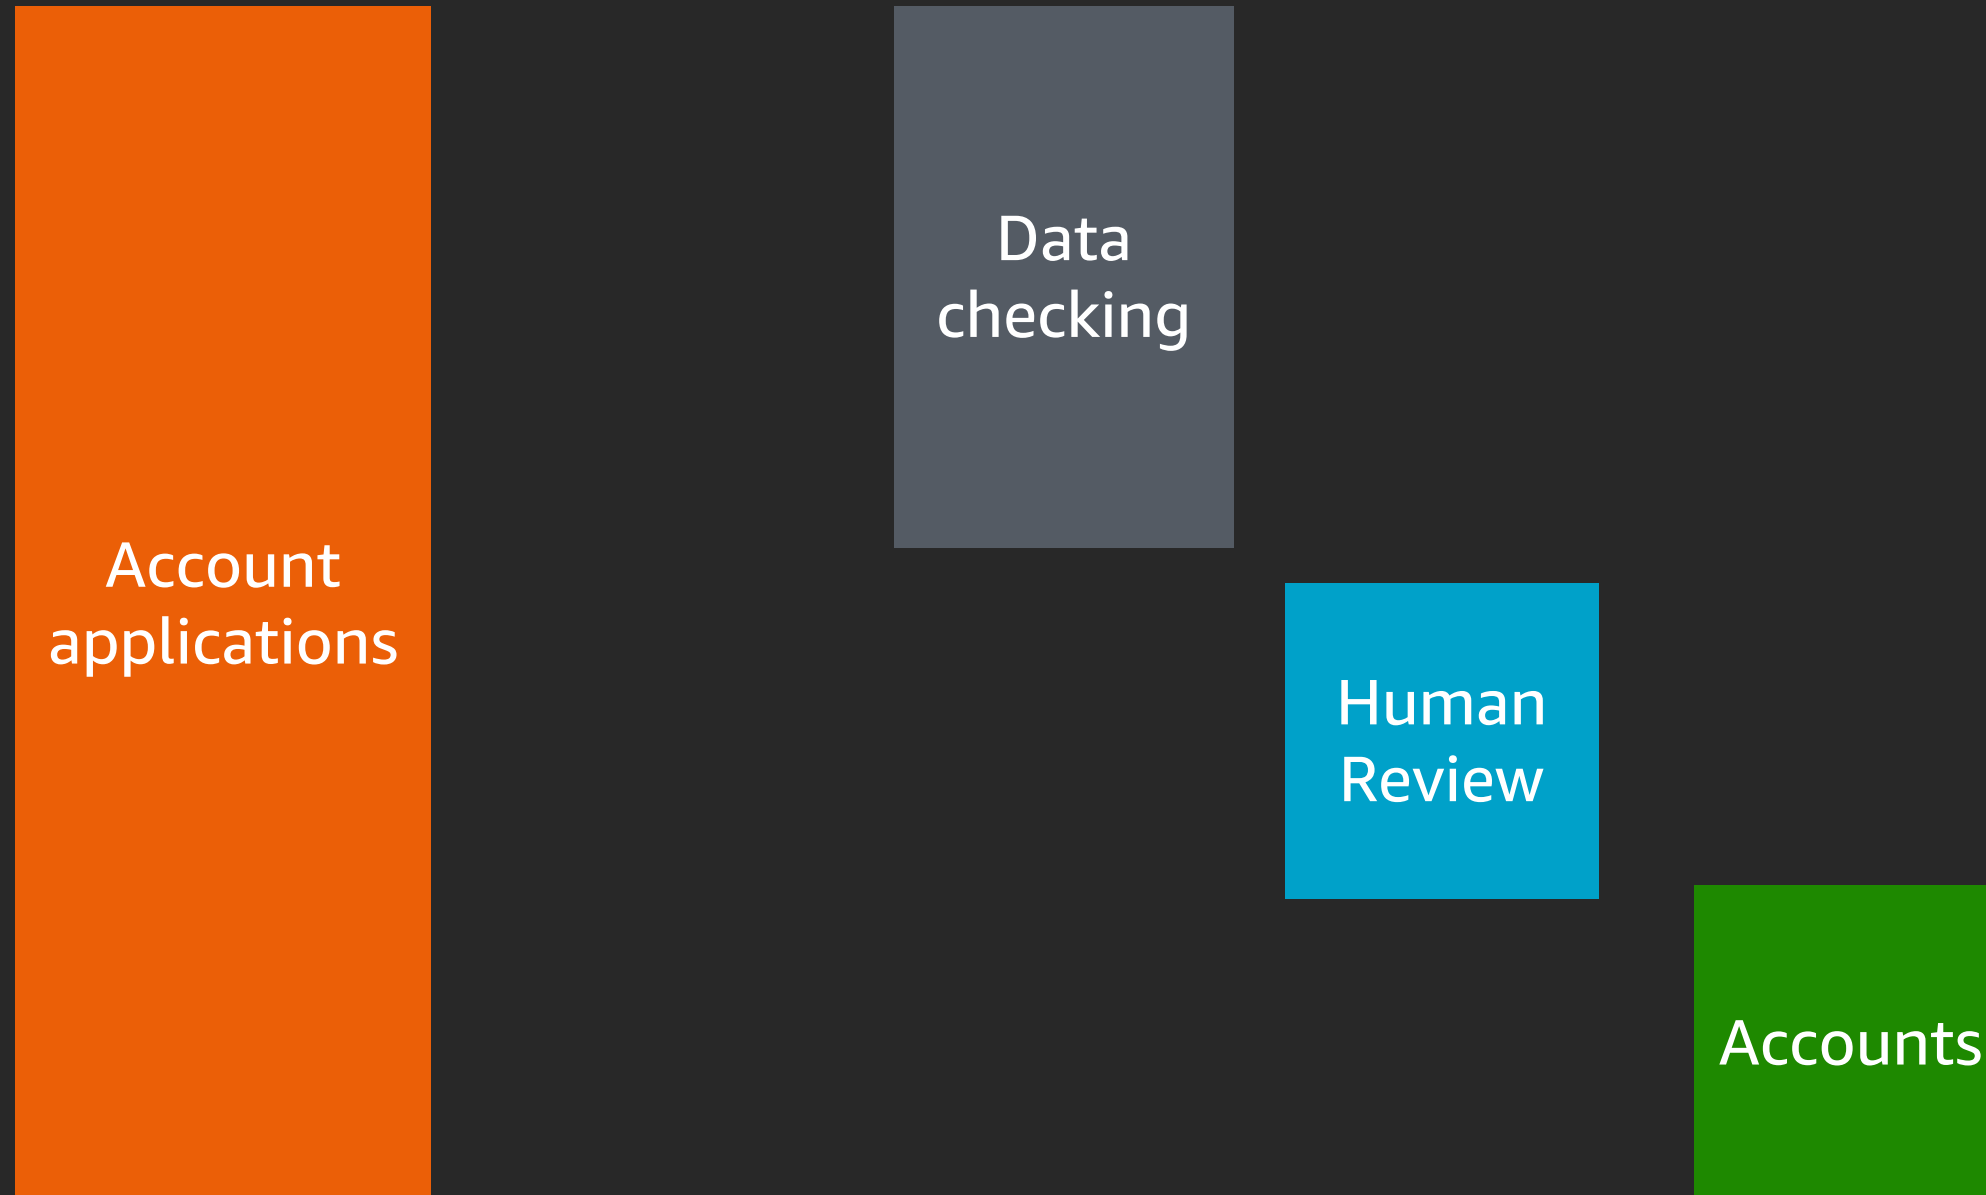 Account
applications
Data
checking
Human
Review
Accounts